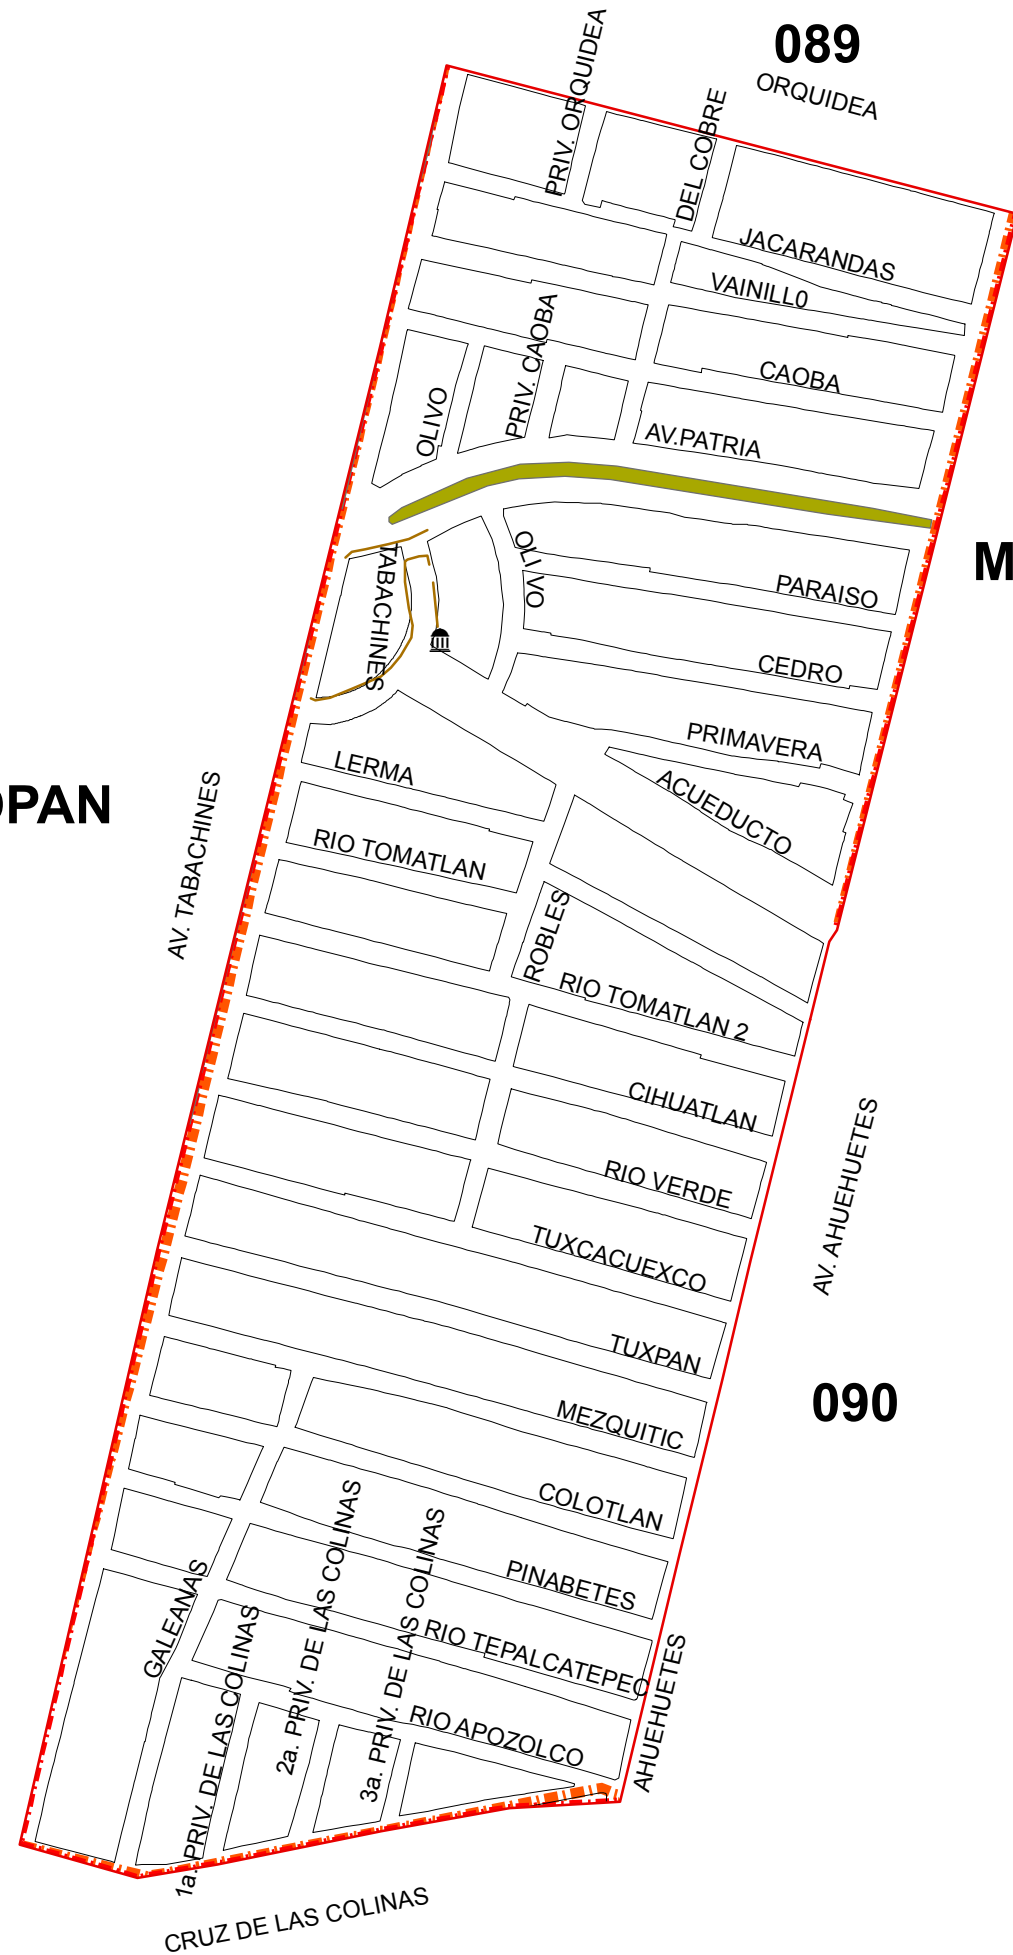 089
ORQUIDEA
PRIV. ORQUIDEA
DEL COBRE
JACARANDAS
VAINILL0
PRIV. CAOBA
CAOBA
OLIVO
AV.PATRIA
OLIVO
M
TABACHINES
PARAISO
CEDRO
PRIMAVERA
LERMA
ACUEDUCTO
OPAN
AV. TABACHINES
RIO TOMATLAN
ROBLES
RIO TOMATLAN 2
CIHUATLAN
AV. AHUEHUETES
RIO VERDE
TUXCACUEXCO
TUXPAN
090
MEZQUITIC
COLOTLAN
PINABETES
GALEANAS
RIO TEPALCATEPEC
1a. PRIV. DE LAS COLINAS
2a. PRIV. DE LAS COLINAS
3a. PRIV. DE LAS COLINAS
RIO APOZOLCO
AHUEHUETES
CRUZ DE LAS COLINAS